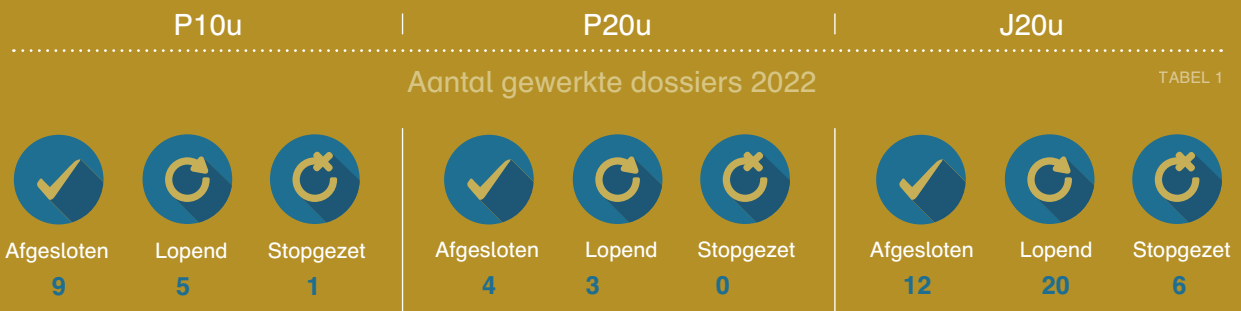 P10u P20u J20u
Aantal gewerkte dossiers 2022 TABEL 1
Afgesloten Lopend Stopgezet Afgesloten Lopend Stopgezet Afgesloten Lopend Stopgezet
9 5 1 4 3 0 12 20 6